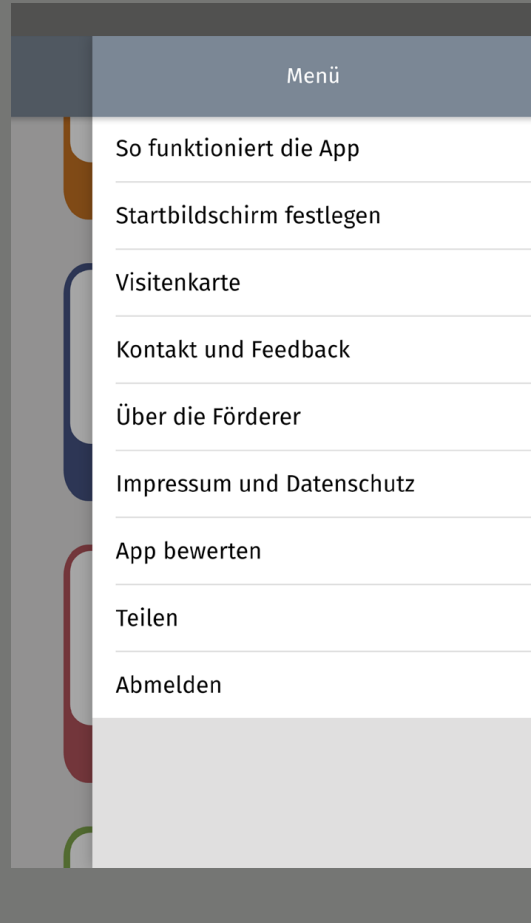 Menü
So funktioniert die App
Startbildschirm festlegen
Visitenkarte
Kontakt und Feedback
Über die Förderer
Impressum und Datenschutz
App bewerten
Teilen
Abmelden